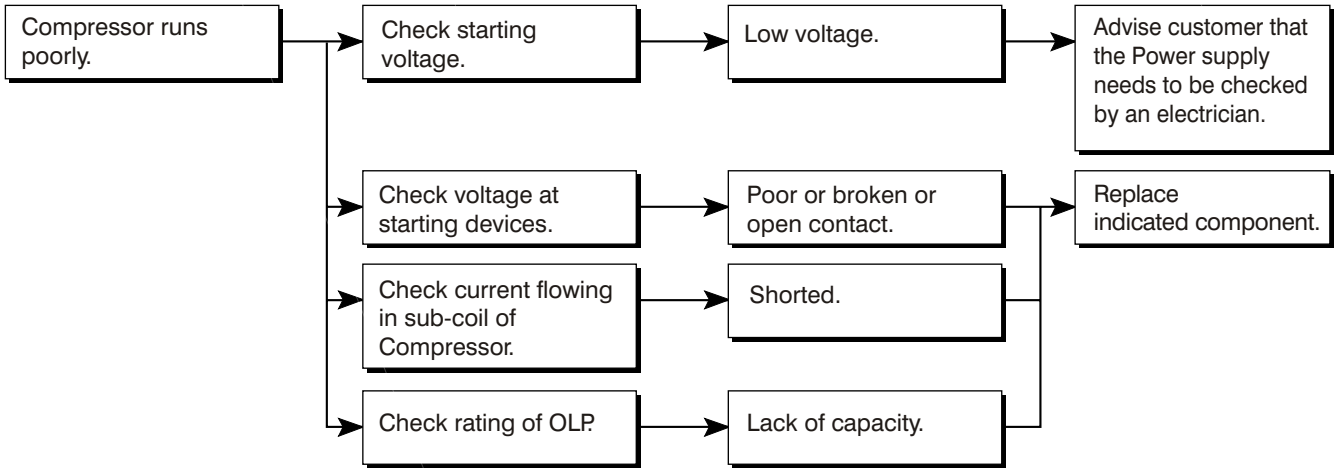 Compressor runs
poorly.
Check starting
voltage.
Low voltage.
Advise customer that
the Power supply
needs to be checked
by an electrician.
Check voltage at
starting devices.
Poor or broken or
open contact.
Replace
indicated component.
Check current flowing
in sub-coil of
Compressor.
Shorted.
Check rating of OLP.
Lack of capacity.